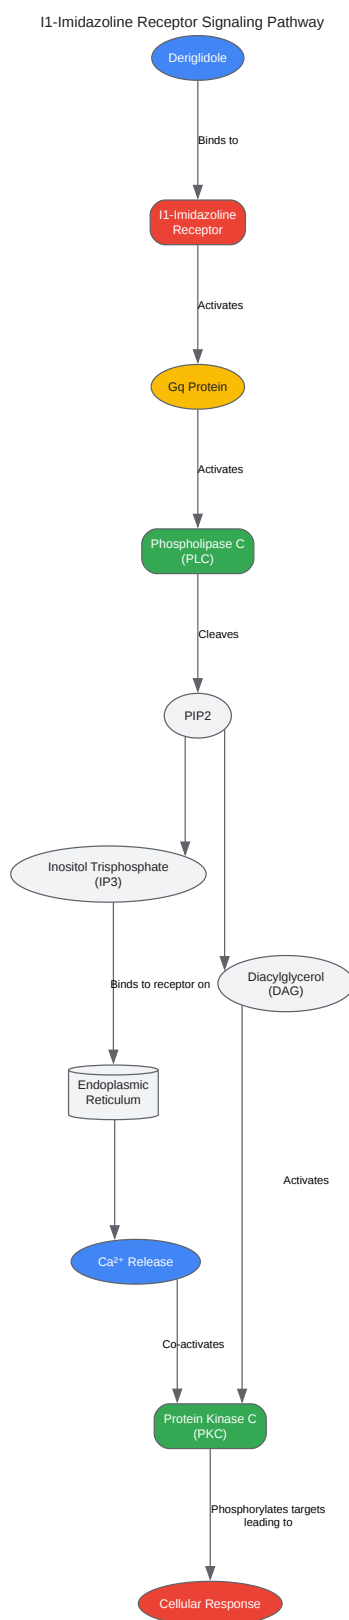 I1-Imidazoline Receptor Signaling Pathway
Deriglidole
Binds to
I1-Imidazoline
Receptor
Activates
Gq Protein
Activates
Phospholipase C
(PLC)
Cleaves
PIP2
Inositol Trisphosphate
(IP3)
Binds to receptor on
Diacylglycerol
(DAG)
Endoplasmic
Reticulum
Activates
Ca²⁺ Release
Co-activates
Protein Kinase C
(PKC)
Phosphorylates targets
leading to
Cellular Response